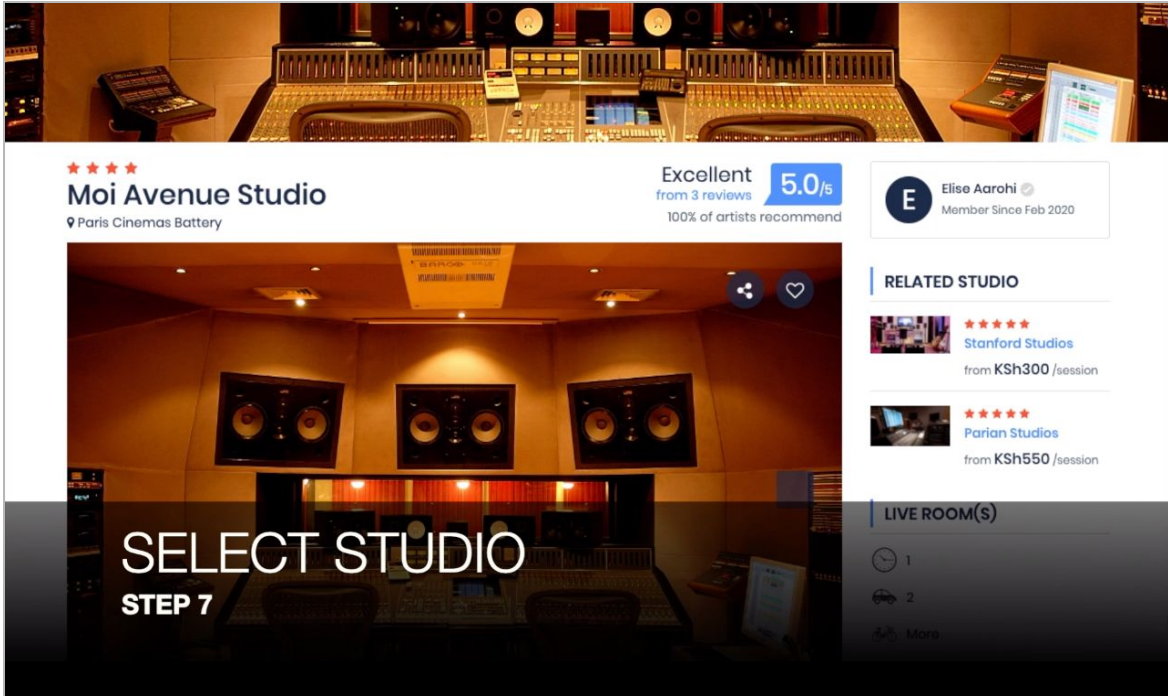 Moi Avenue Studio
Paris Cinemas Battery
Excellent
from 3 reviews
5.0/5
100% of artists recommend
E
Elise Aarohi
Member Since Feb 2020
RELATED STUDIO
Stanford Studios
from KSh300 /session
Parian Studios
from KSh550 /session
LIVE ROOM(S)
1
2
More
SELECT STUDIO
STEP 7